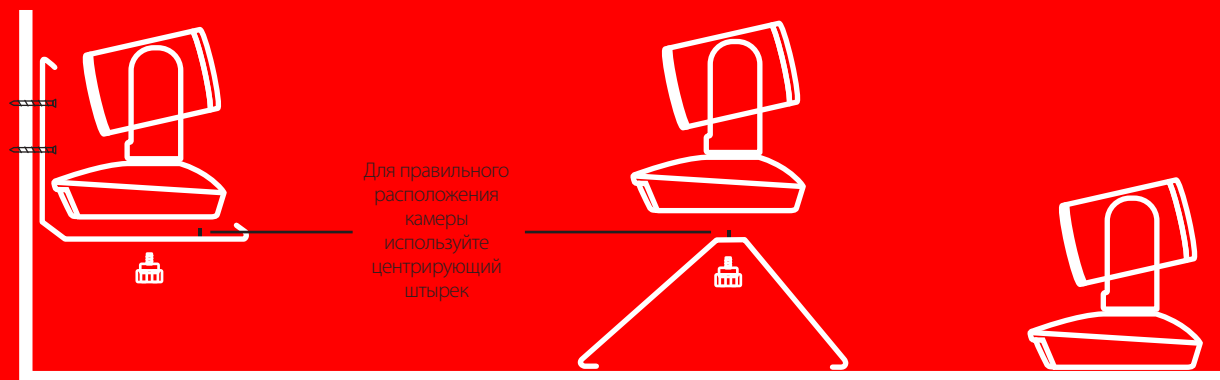 Для правильного
расположения
камеры
используйте
центрирующий
штырек